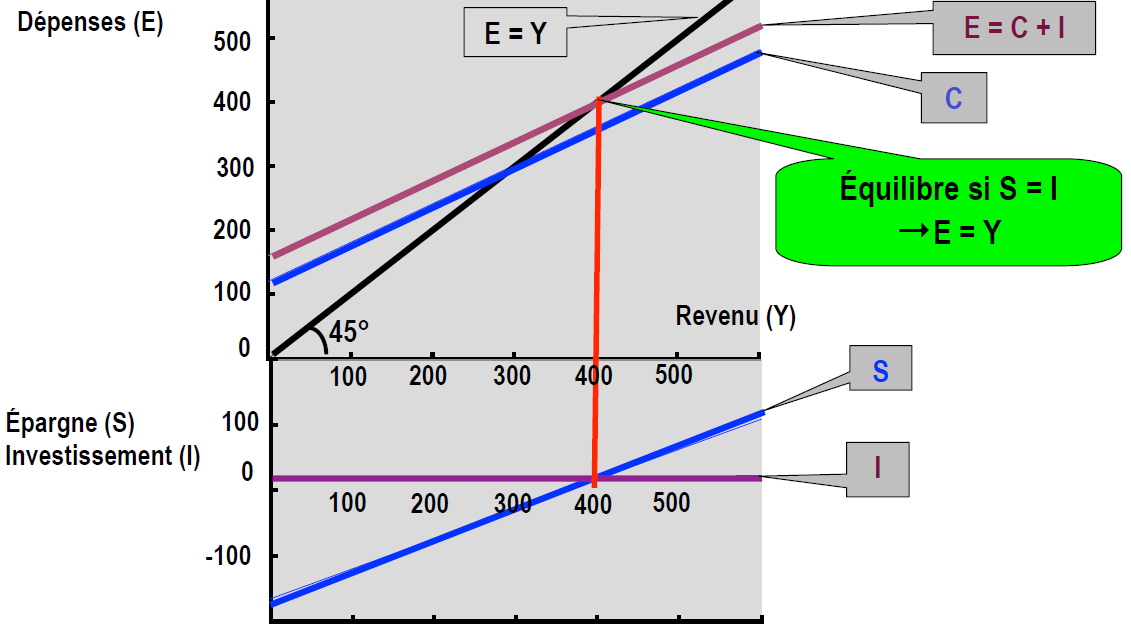 Dépenses (E)
E = Y
E = C + I
C
500
400
300
200
100
0
Équilibre si S = I
→E = Y
45°
Revenu (Y)
100 200 300 400 500
S
Épargne (S)
Investissement (I)
100
0
-100
I
100 200 300 400 500